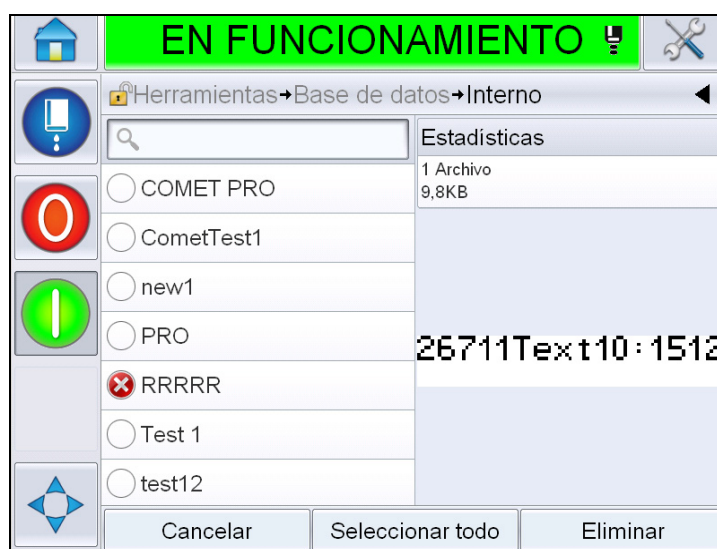 EN FUNCIONAMIENTO
Herramientas→Base de datos→Interno
Estadísticas
1 Archivo
9,8KB
COMET PRO
CometTest1
new1
PRO
RRRRR
Test 1
test12
26711Text10:1512
Cancelar
Seleccionar todo
Eliminar